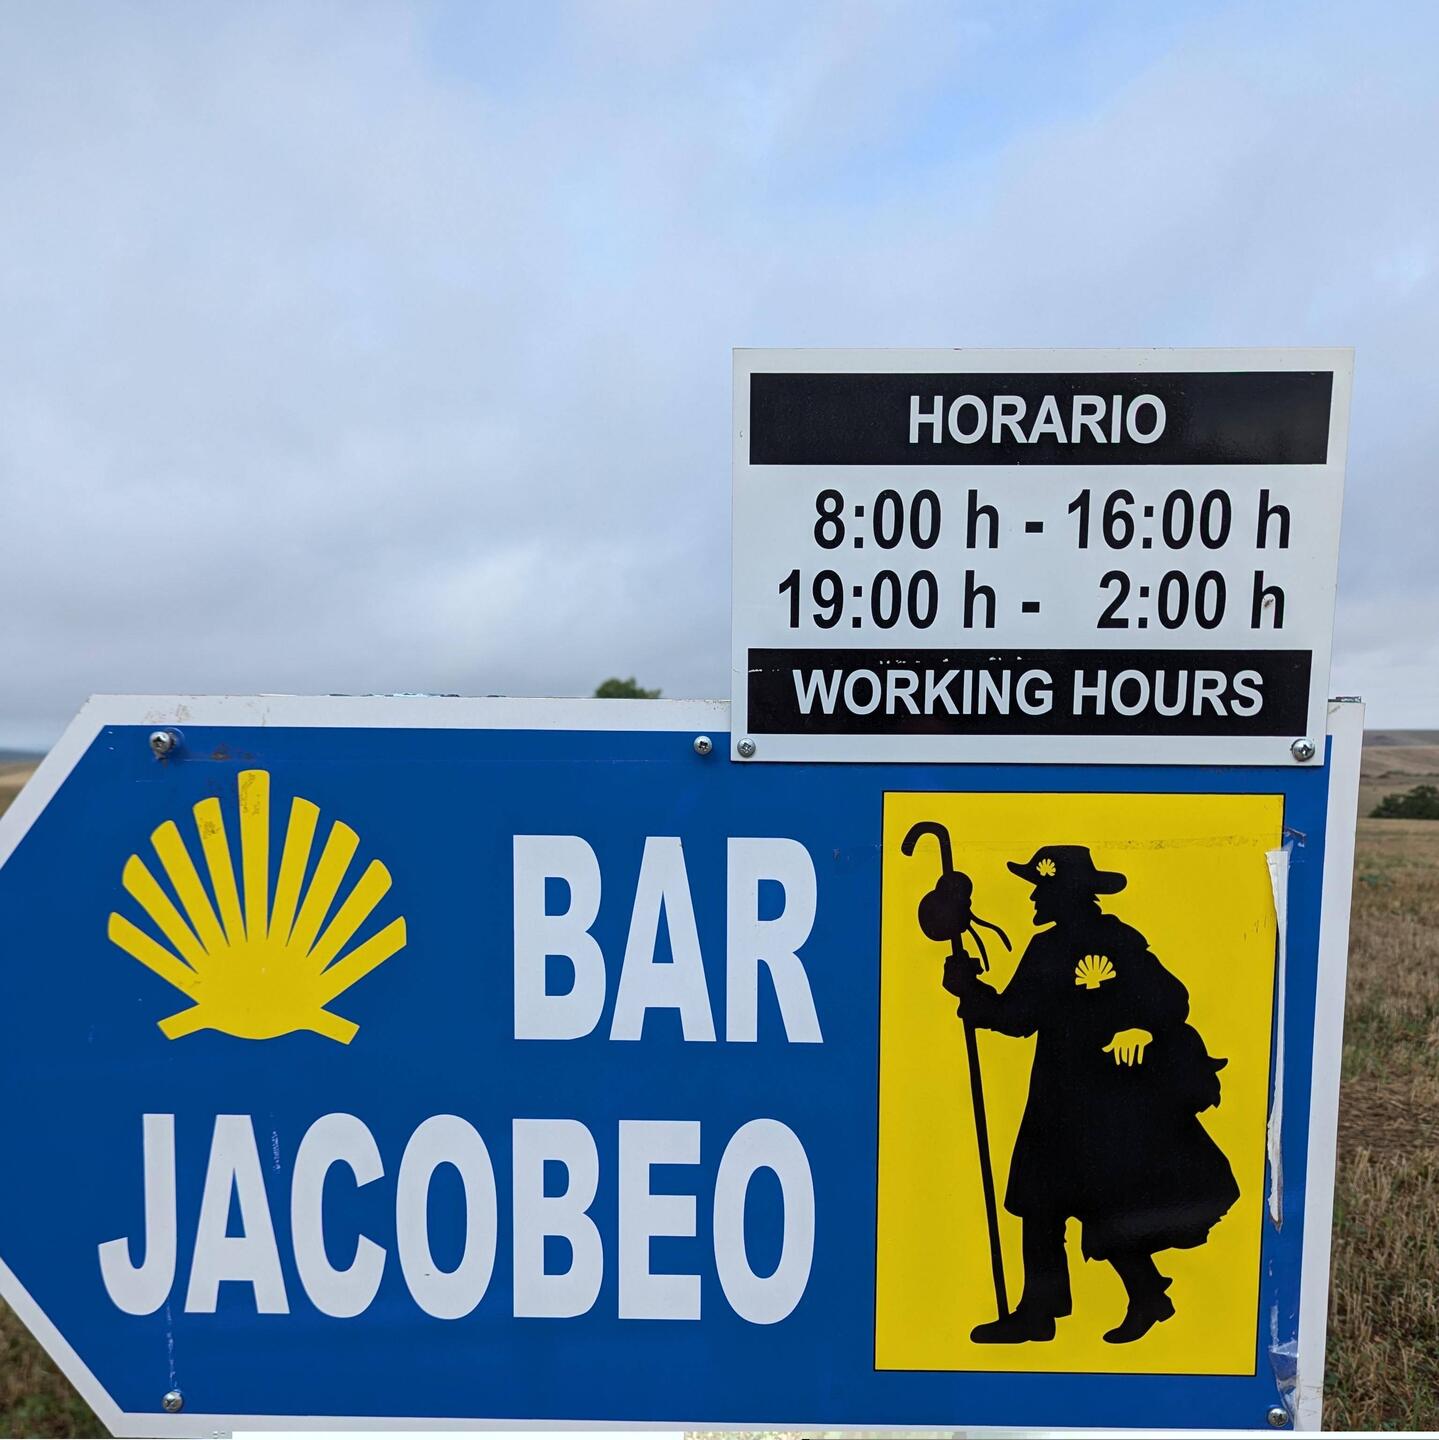 HORARIO
8:00 h - 16:00 h
19:00 h - 2:00 h
WORKING HOURS
BAR
JACOBEO